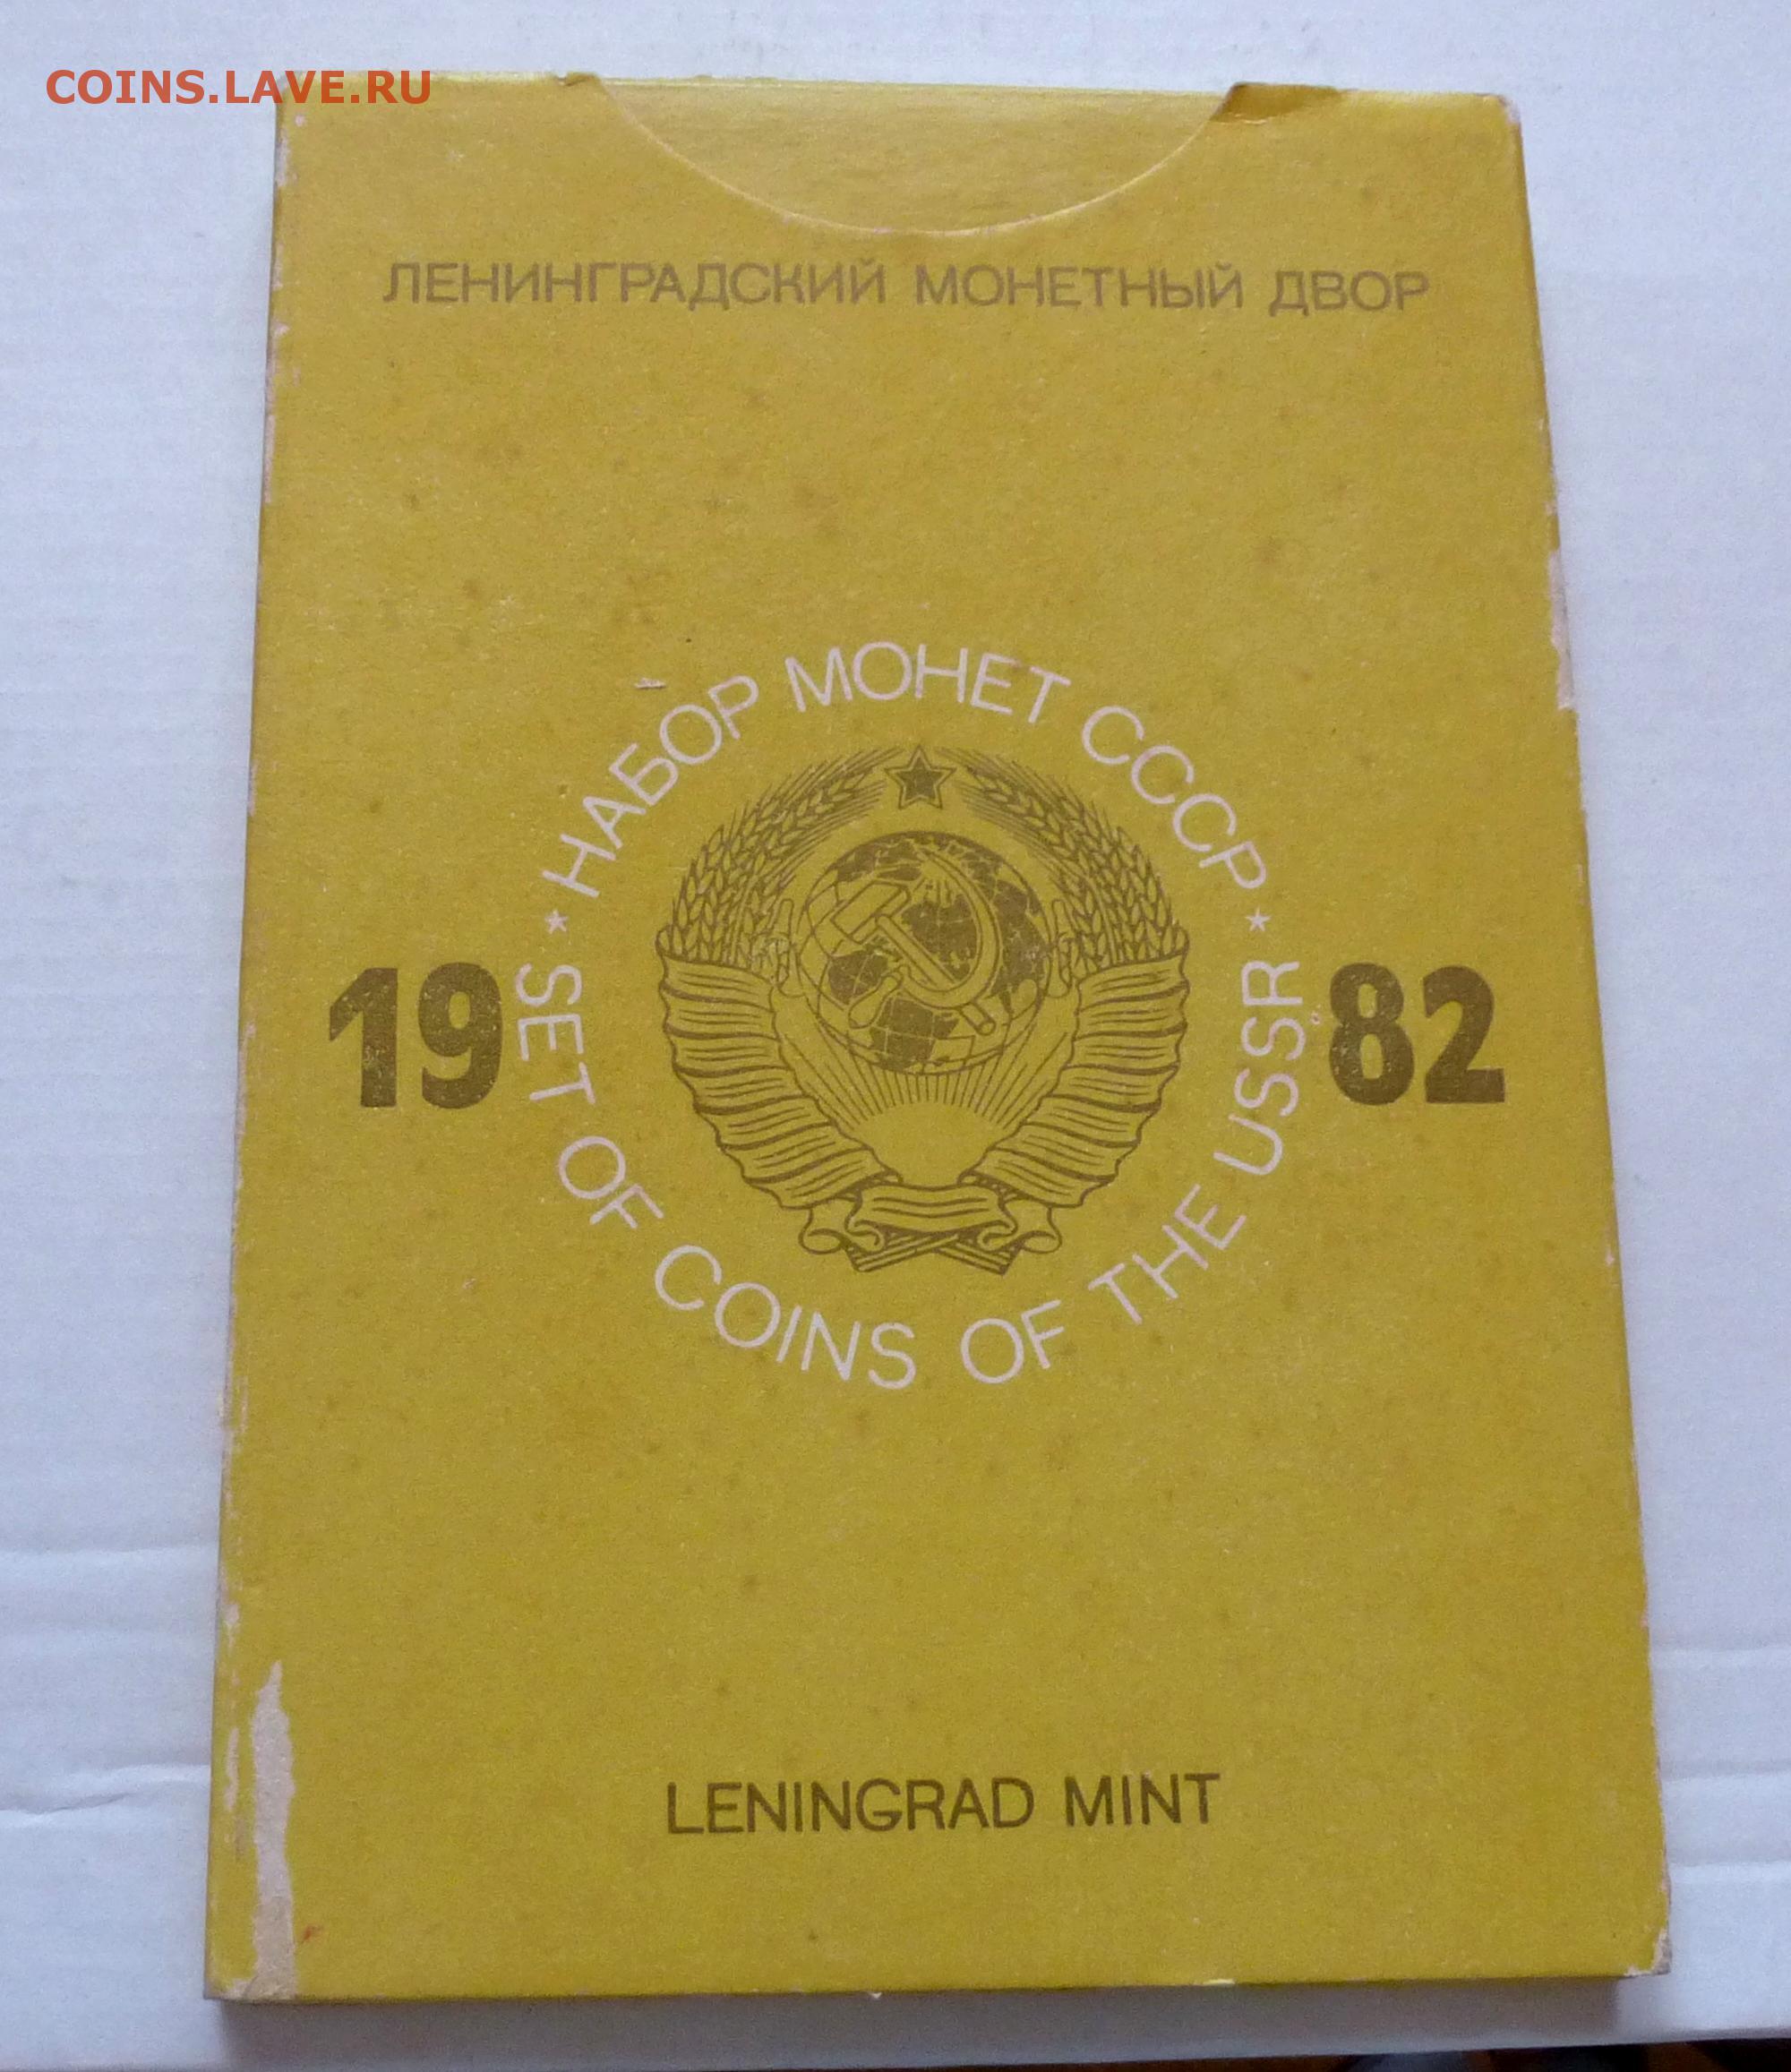 COINS.LAVE.RU
ЛЕНИНГРАДСКИЙ МОНЕТНЫЙ ДВОР
НАБОР МОНЕТ СССР
19 82
★ SET OF COINS OF THE USSR ★
LENINGRAD MINT